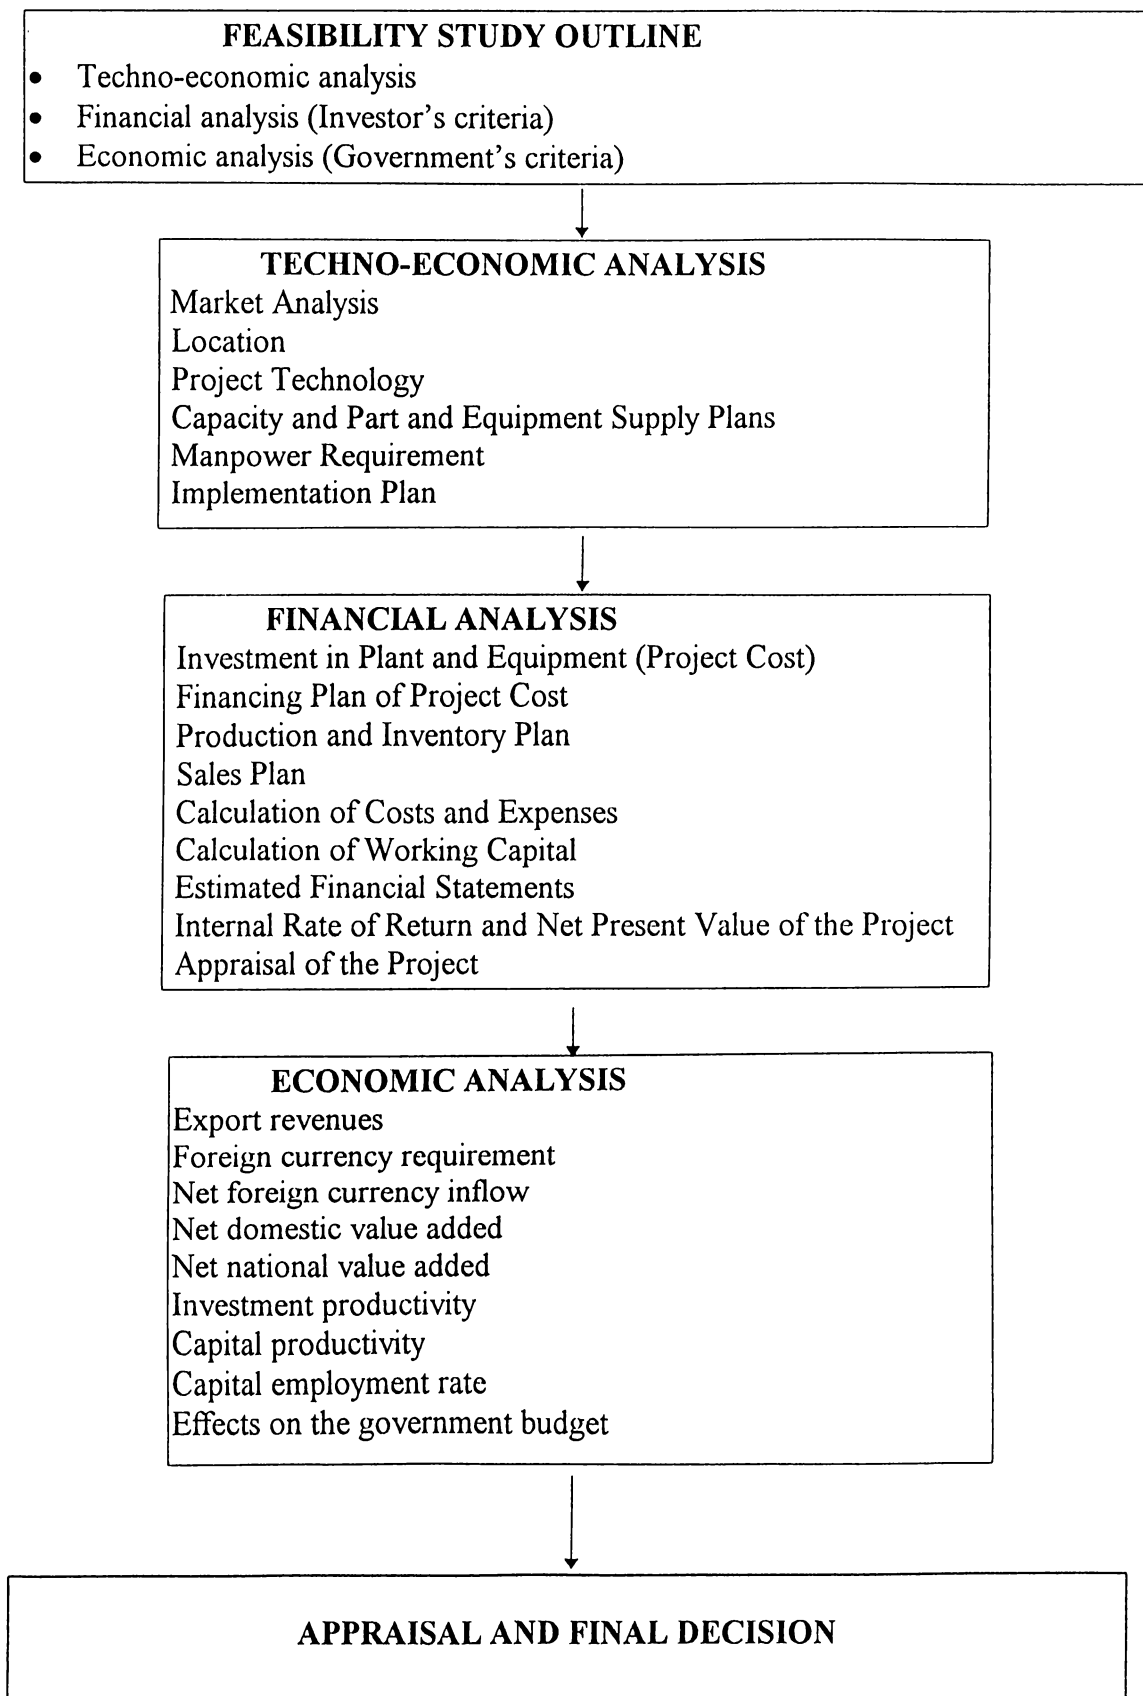 FEASIBILITY STUDY OUTLINE
• Techno-economic analysis
• Financial analysis (Investor's criteria)
• Economic analysis (Government's criteria)
TECHNO-ECONOMIC ANALYSIS
Market Analysis
Location
Project Technology
Capacity and Part and Equipment Supply Plans
Manpower Requirement
Implementation Plan
FINANCIAL ANALYSIS
Investment in Plant and Equipment (Project Cost)
Financing Plan of Project Cost
Production and Inventory Plan
Sales Plan
Calculation of Costs and Expenses
Calculation of Working Capital
Estimated Financial Statements
Internal Rate of Return and Net Present Value of the Project
Appraisal of the Project
ECONOMIC ANALYSIS
Export revenues
Foreign currency requirement
Net foreign currency inflow
Net domestic value added
Net national value added
Investment productivity
Capital productivity
Capital employment rate
Effects on the government budget
APPRAISAL AND FINAL DECISION